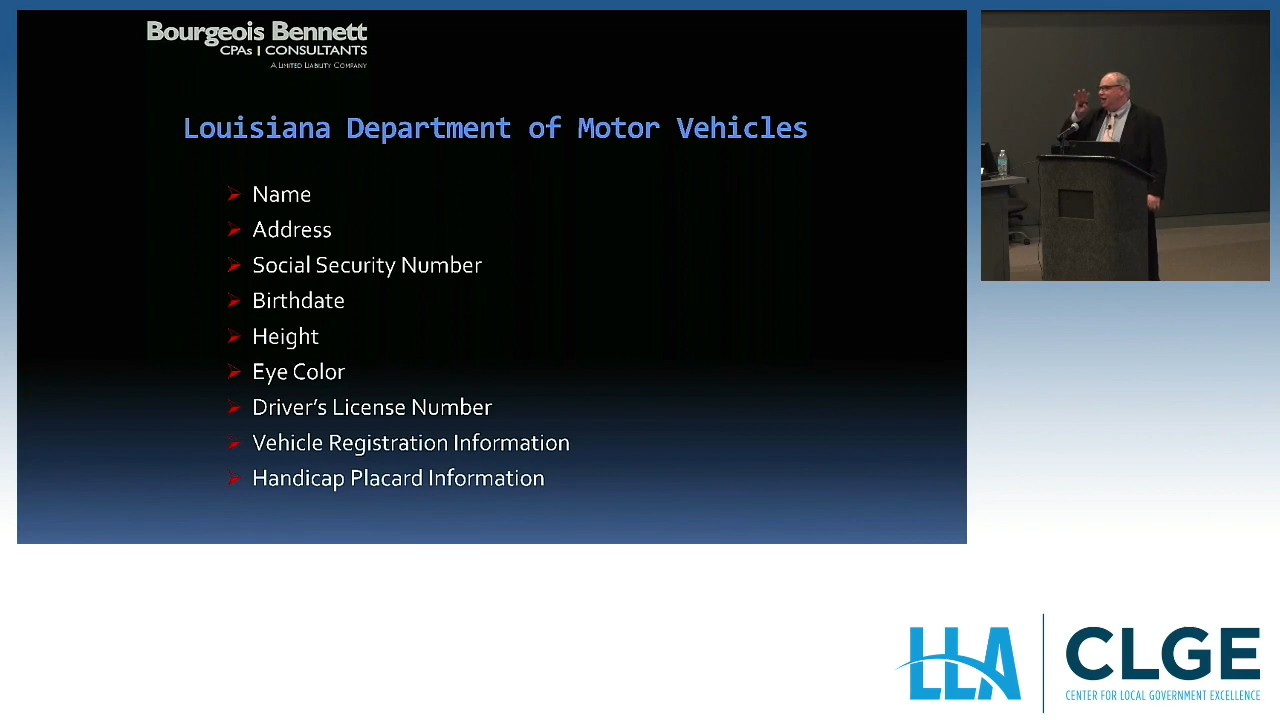 Bourgeois Bennett
CPAs | CONSULTANTS
A LIMITED LIABILITY COMPANY
Louisiana Department of Motor Vehicles
Name
Address
Social Security Number
Birthdate
Height
Eye Color
Driver's License Number
Vehicle Registration Information
Handicap Placard Information
LLA
CLGE
CENTER FOR LOCAL GOVERNMENT EXCELLENCE